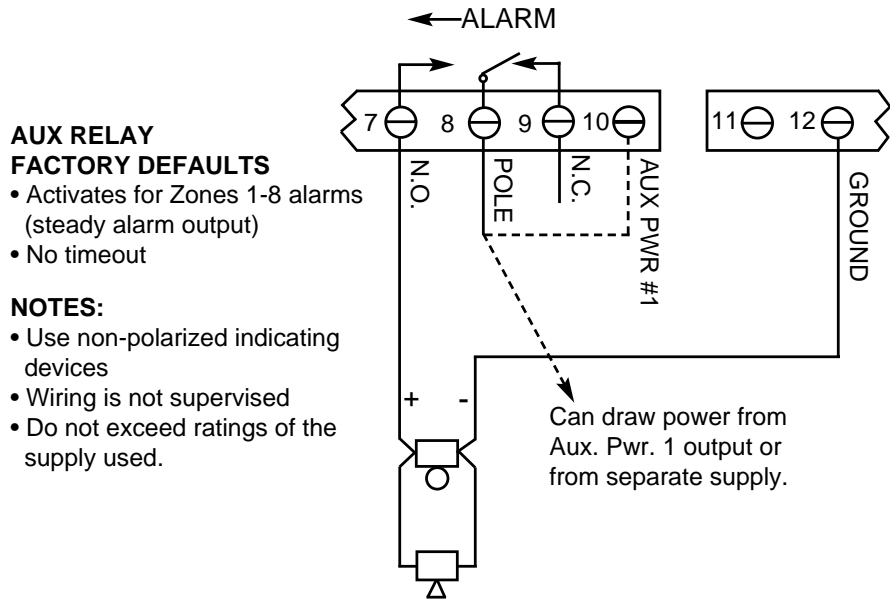 ALARM
7 8 9 10 11 12
N.O.
POLE
N.C.
AUX PWR #1
GROUND
AUX RELAY
FACTORY DEFAULTS
• Activates for Zones 1-8 alarms
(steady alarm output)
• No timeout
NOTES:
• Use non-polarized indicating
devices
• Wiring is not supervised
• Do not exceed ratings of the
supply used.
+ -
Can draw power from
Aux. Pwr. 1 output or
from separate supply.